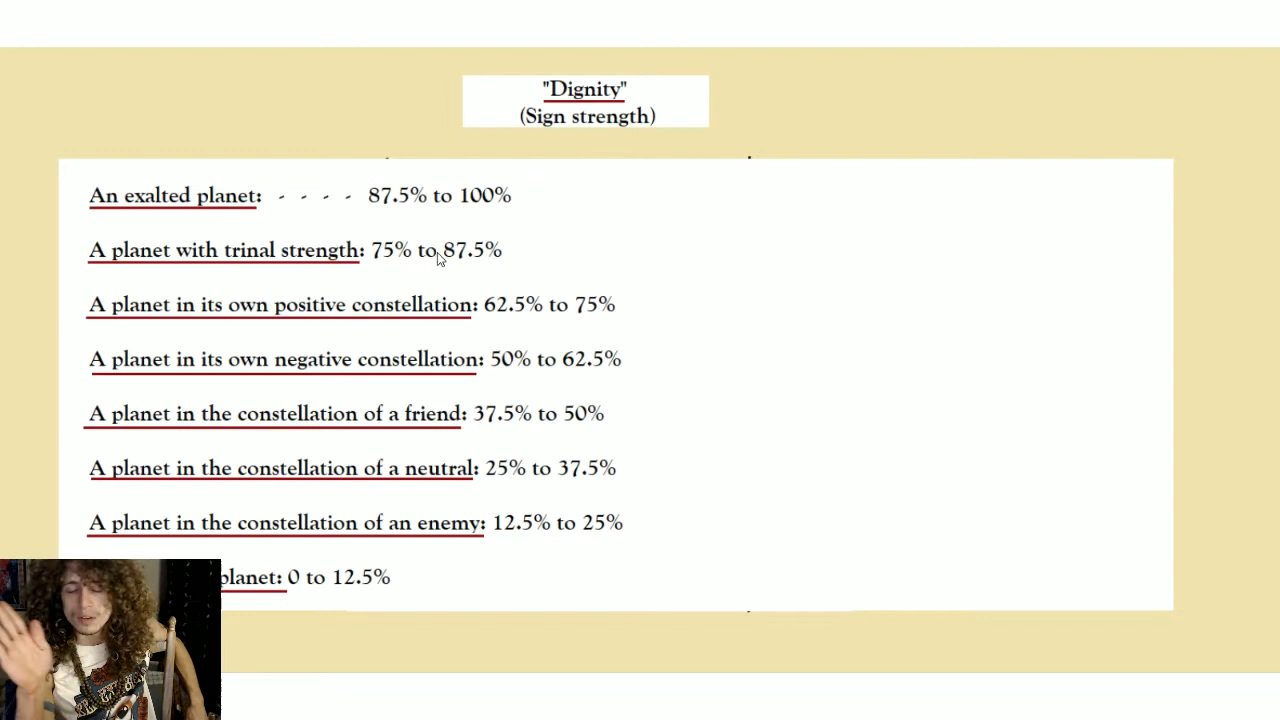 "Dignity"
(Sign strength)
An exalted planet: - - - - 87.5% to 100%
A planet with trinal strength: 75% to 87.5%
A planet in its own positive constellation: 62.5% to 75%
A planet in its own negative constellation: 50% to 62.5%
A planet in the constellation of a friend: 37.5% to 50%
A planet in the constellation of a neutral: 25% to 37.5%
A planet in the constellation of an enemy: 12.5% to 25%
planet: 0 to 12.5%